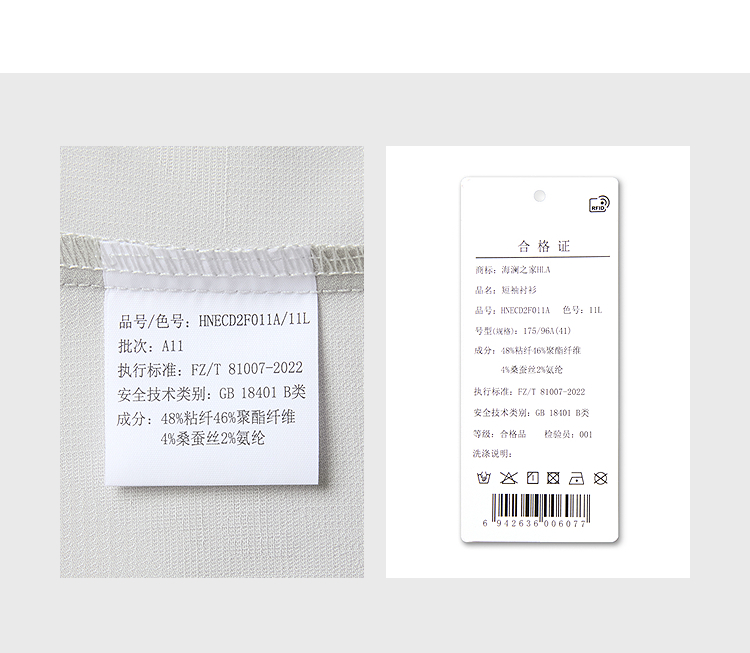 品号/色号: HNECD2F011A/11L
批次: A11
执行标准: FZ/T 81007-2022
安全技术类别: GB 18401 B类
成分: 48%粘纤46%聚酯纤维
4%桑蚕丝2%氨纶
RFID
合格证
商标: 海澜之家HLA
品名: 短袖衬衫
品号: HNECD2F011A 色号: 11L
号型(规格): 175/96A(41)
成分: 48%粘纤46%聚酯纤维
4%桑蚕丝2%氨纶
执行标准: FZ/T 81007-2022
安全技术类别: GB 18401 B类
等级: 合格品 检验员: 001
洗涤说明:
6 942636 006077